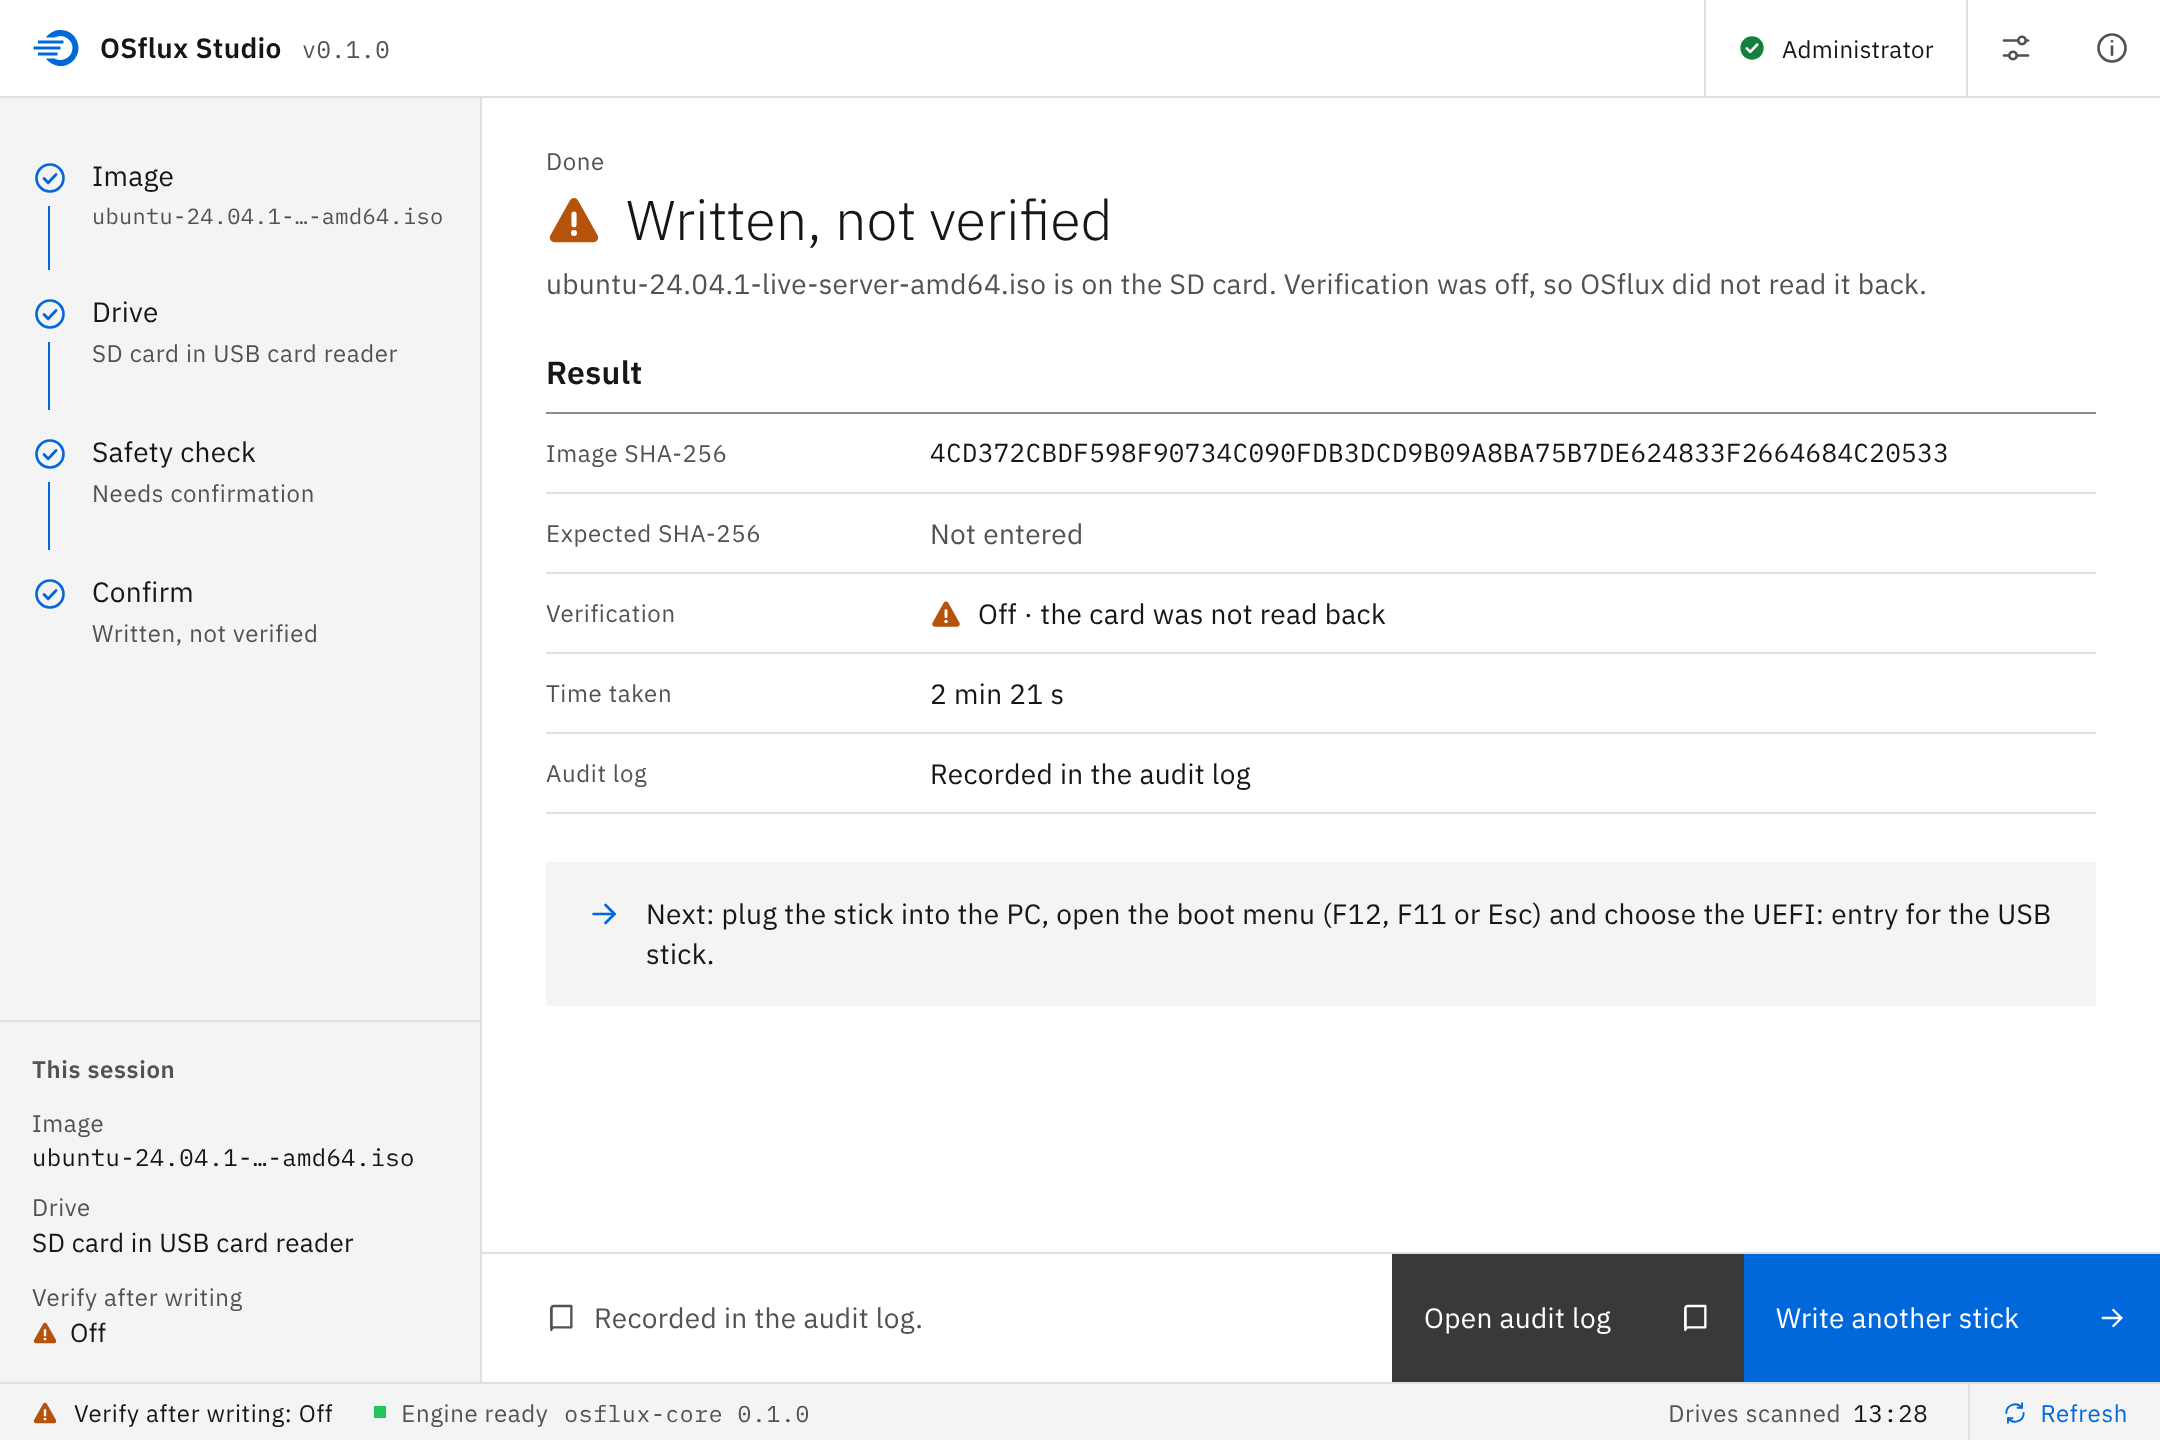 OSflux Studio v0.1.0
Administrator
Image
ubuntu-24.04.1-…-amd64.iso
Drive
SD card in USB card reader
Safety check
Needs confirmation
Confirm
Written, not verified
This session
Image
ubuntu-24.04.1-…-amd64.iso
Drive
SD card in USB card reader
Verify after writing
Off
Done
Written, not verified
ubuntu-24.04.1-live-server-amd64.iso is on the SD card. Verification was off, so OSflux did not read it back.
Result
Image SHA-256 4CD372CBDF598F90734C090FDB3DCD9B09A8BA75B7DE624833F2664684C20533
Expected SHA-256 Not entered
Verification Off · the card was not read back
Time taken 2 min 21 s
Audit log Recorded in the audit log
Next: plug the stick into the PC, open the boot menu (F12, F11 or Esc) and choose the UEFI: entry for the USB
stick.
Recorded in the audit log.
Open audit log
Write another stick
Verify after writing: Off Engine ready osflux-core 0.1.0 Drives scanned 13:28 Refresh